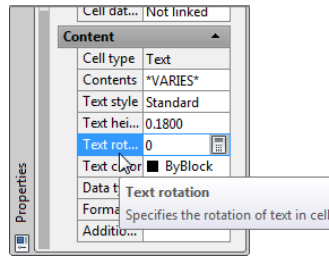 Cell dat... Not linked
Content
Cell type Text
Contents *VARIES*
Text style Standard
Text hei... 0.1800
Text rot... 0
Text color ByBlock
Data
Text rotation
Forma
Specifies the rotation of text in cell
Additio...
Properties